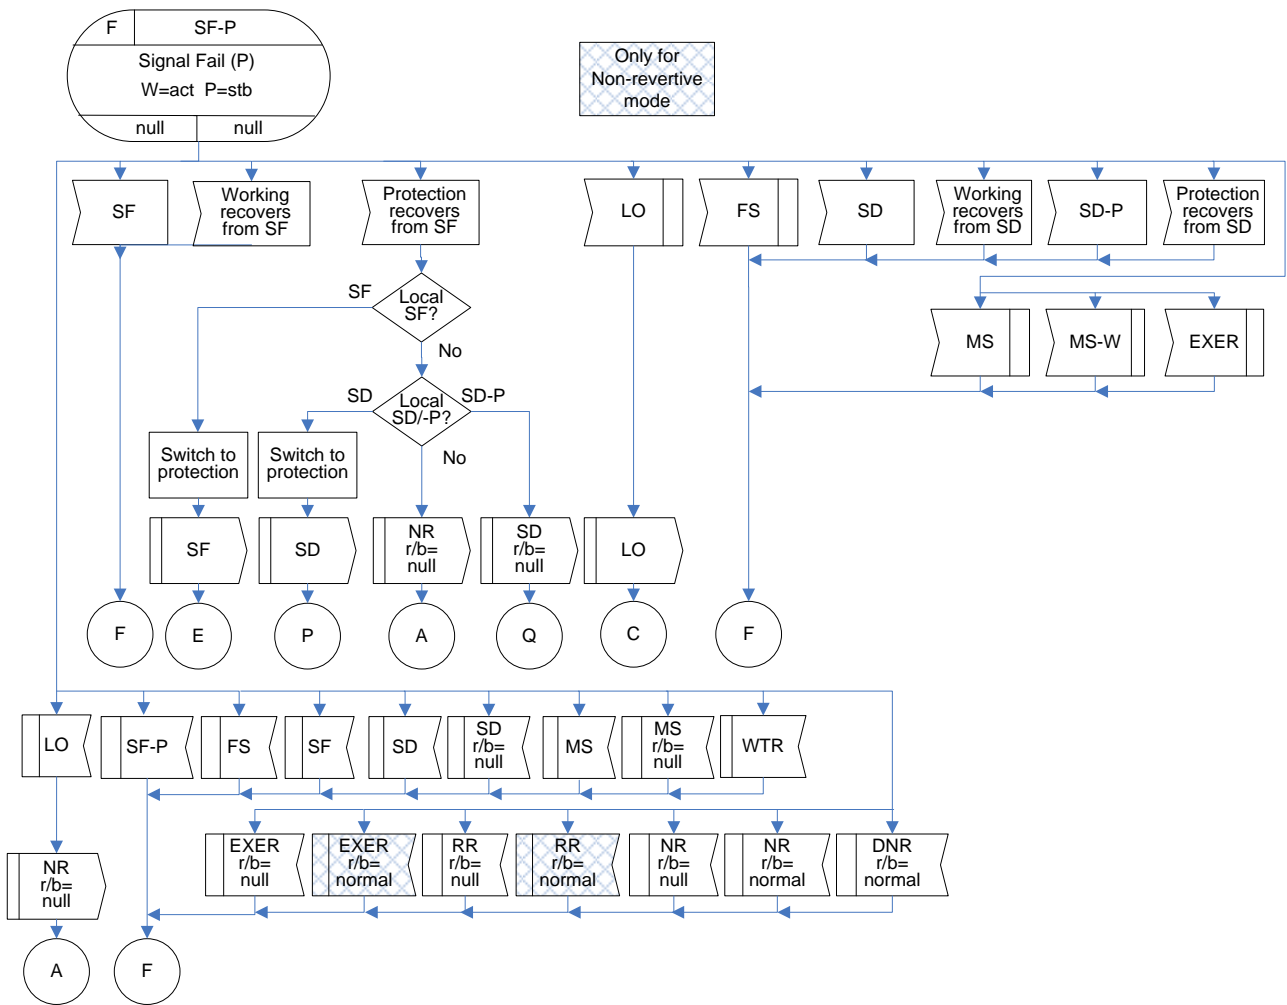 F
SF-P
Signal Fail (P)
W=act P=stb
null
null
Only for
Non-revertive
mode
SF
Working
recovers
from SF
Protection
recovers
from SF
LO
FS
SD
Working
recovers
from SD
SD-P
Protection
recovers
from SD
SF
Local
SF?
No
MS
MS-W
EXER
SD
Local
SD/-P?
SD-P
No
Switch to
protection
Switch to
protection
SF
SD
NR
r/b=
null
SD
r/b=
null
LO
F
E
P
A
Q
C
F
LO
SF-P
FS
SF
SD
SD
r/b=
null
MS
MS
r/b=
null
WTR
EXER
r/b=
null
EXER
r/b=
normal
RR
r/b=
null
RR
r/b=
normal
NR
r/b=
null
NR
r/b=
normal
DNR
r/b=
normal
NR
r/b=
null
A
F